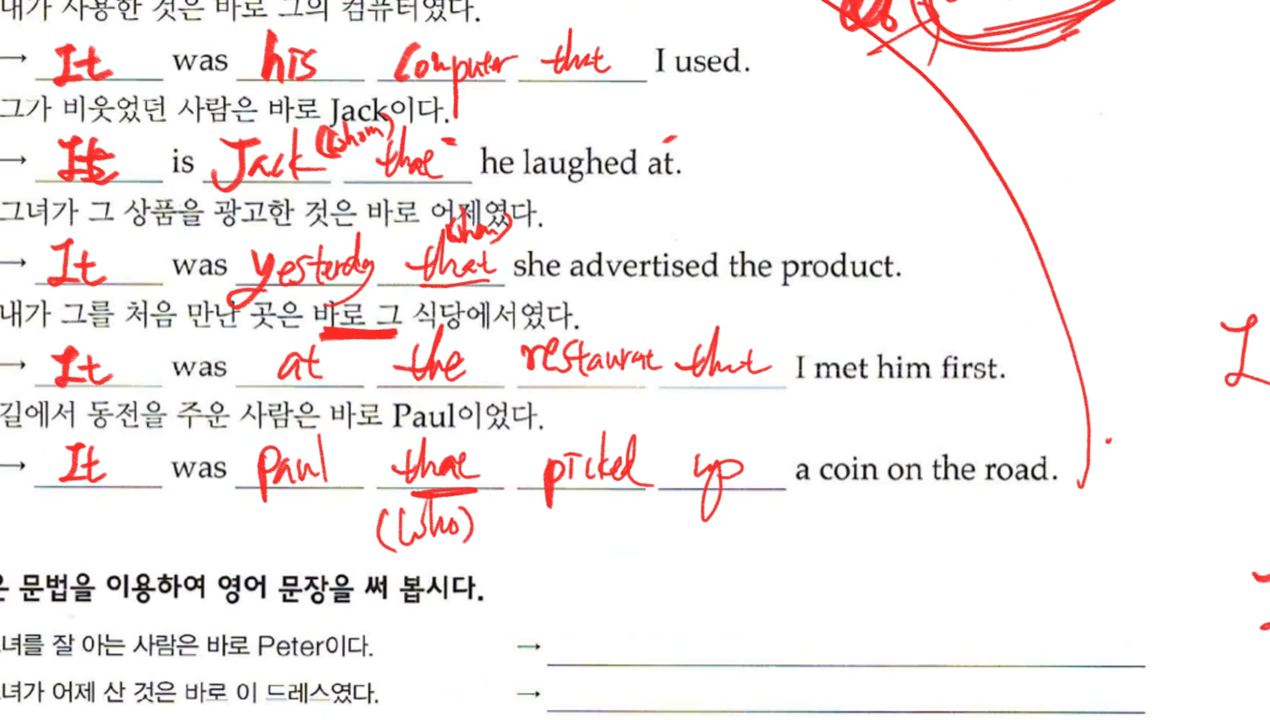 내가 사용한 것은 바로 그의 컴퓨터였다.
→ It was his computer that I used.
그가 비웃었던 사람은 바로 Jack이다.
(whom)
→ It is Jack that he laughed at.
그녀가 그 상품을 광고한 것은 바로 어제였다.
→ It was yesterday that she advertised the product.
내가 그를 처음 만난 곳은 바로 그 식당에서였다.
→ It was at the restaurat that I met him first.
길에서 동전을 주운 사람은 바로 Paul이었다.
→ It was Paul that picked up a coin on the road.
(who)
문법을 이용하여 영어 문장을 써 봅시다.
녀를 잘 아는 사람은 바로 Peter이다. →
녀가 어제 산 것은 바로 이 드레스였다. →